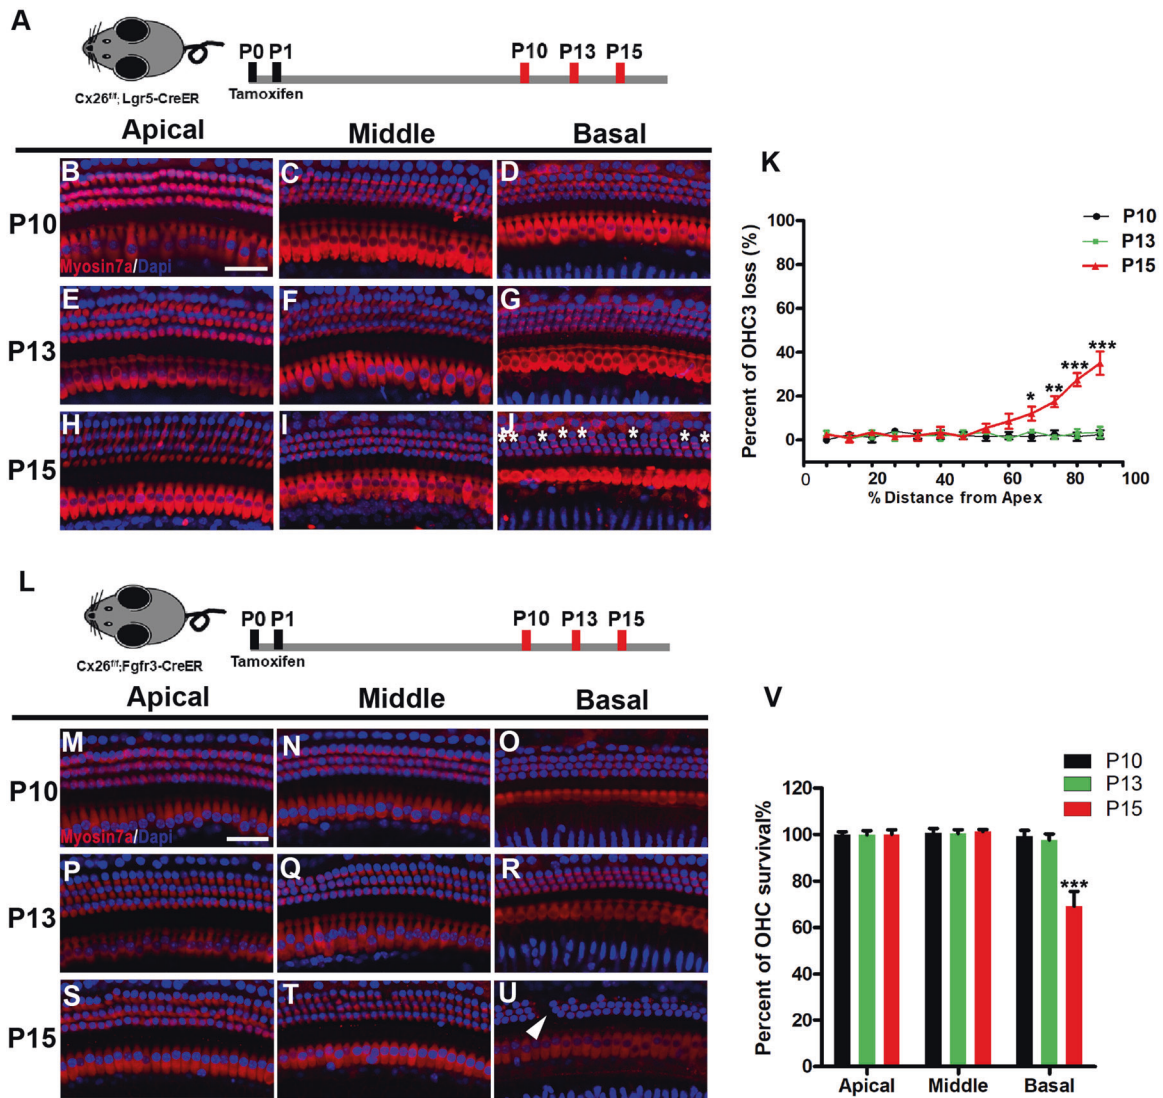 A
P0 P1 P10 P13 P15
Tamoxifen
Cx26f/f; Lgr5-CreER
Apical Middle Basal
P10
B C D
Myosin7a/Dapi
P13
E F G
P15
H I J
** * * * * * *
K
P10
P13
P15
Percent of OHC3 loss (%)
100
80
60
40
20
0
* ** *** ***
0 20 40 60 80 100
% Distance from Apex
L
P0 P1 P10 P13 P15
Tamoxifen
Cx26f/f;Fgfr3-CreER
Apical Middle Basal
P10
M N O
Myosin7a/Dapi
P13
P Q R
P15
S T U
V
P10
P13
P15
Percent of OHC survival%
120
100
80
60
40
20
0
***
Apical Middle Basal